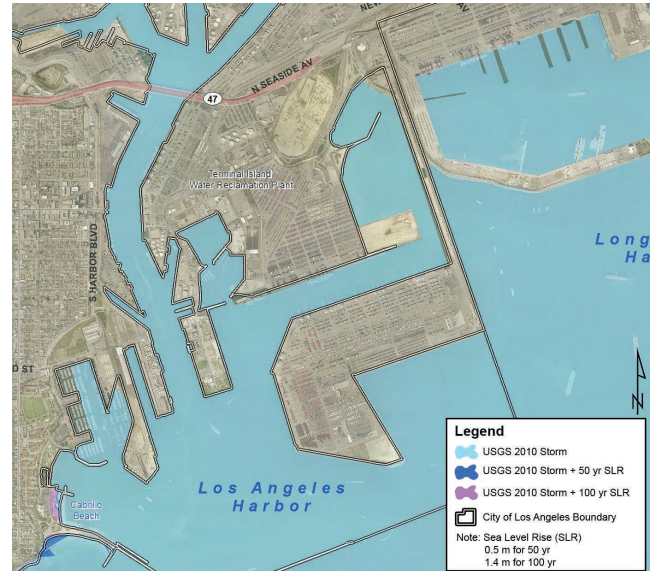 NEW
AV
N SEASIDE AV
47
Terminal Island
Water Reclamation Plant
S HARBOR BLVD
Long
Ha
D ST
Cabrillo
Beach
Los Angeles
Harbor
N
Legend
USGS 2010 Storm
USGS 2010 Storm + 50 yr SLR
USGS 2010 Storm + 100 yr SLR
City of Los Angeles Boundary
Note: Sea Level Rise (SLR)
0.5 m for 50 yr
1.4 m for 100 yr